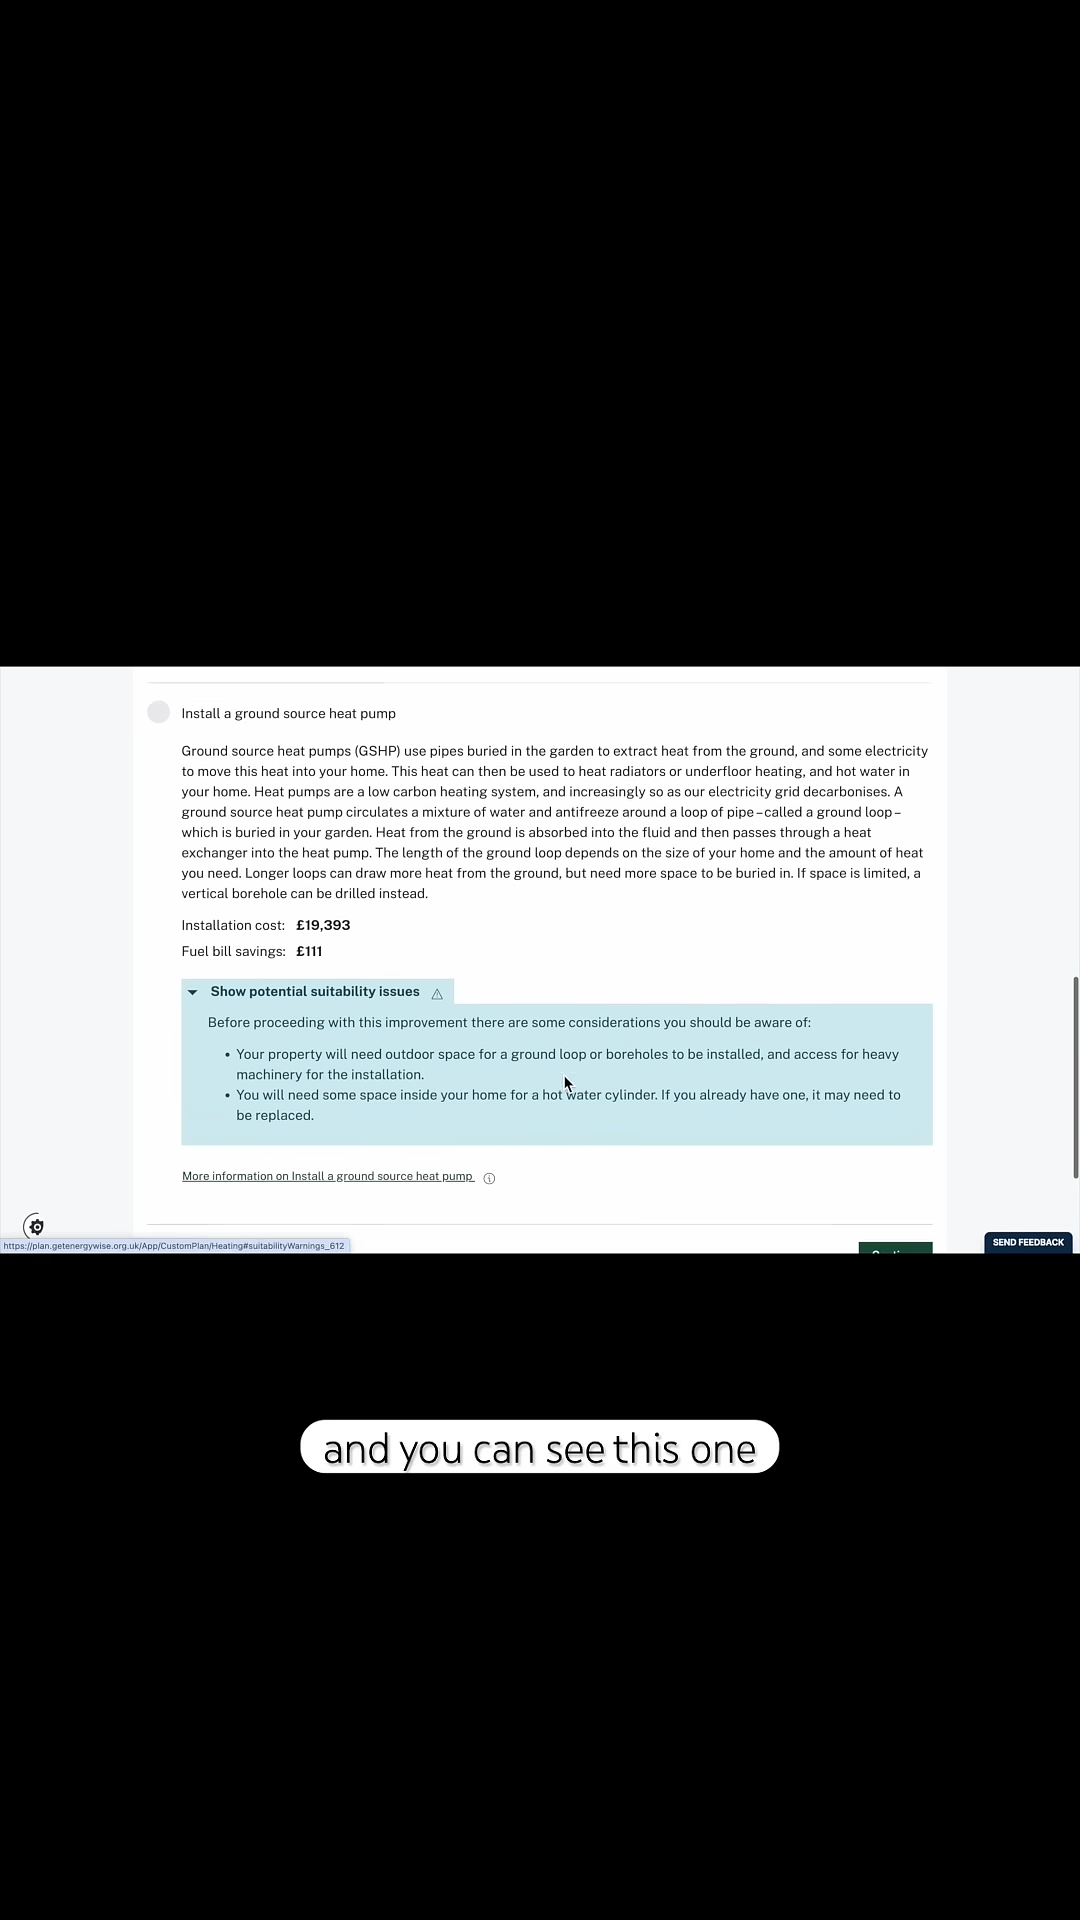 Install a ground source heat pump
Ground source heat pumps (GSHP) use pipes buried in the garden to extract heat from the ground, and some electricity
to move this heat into your home. This heat can then be used to heat radiators or underfloor heating, and hot water in
your home. Heat pumps are a low carbon heating system, and increasingly so as our electricity grid decarbonises. A
ground source heat pump circulates a mixture of water and antifreeze around a loop of pipe – called a ground loop –
which is buried in your garden. Heat from the ground is absorbed into the fluid and then passes through a heat
exchanger into the heat pump. The length of the ground loop depends on the size of your home and the amount of heat
you need. Longer loops can draw more heat from the ground, but need more space to be buried in. If space is limited, a
vertical borehole can be drilled instead.
Installation cost: £19,393
Fuel bill savings: £111
Show potential suitability issues
Before proceeding with this improvement there are some considerations you should be aware of:
• Your property will need outdoor space for a ground loop or boreholes to be installed, and access for heavy
machinery for the installation.
• You will need some space inside your home for a hot water cylinder. If you already have one, it may need to
be replaced.
More information on Install a ground source heat pump
https://plan.getenergywise.org.uk/App/CustomPlan/Heating#suitabilityWarnings_612
SEND FEEDBACK
and you can see this one